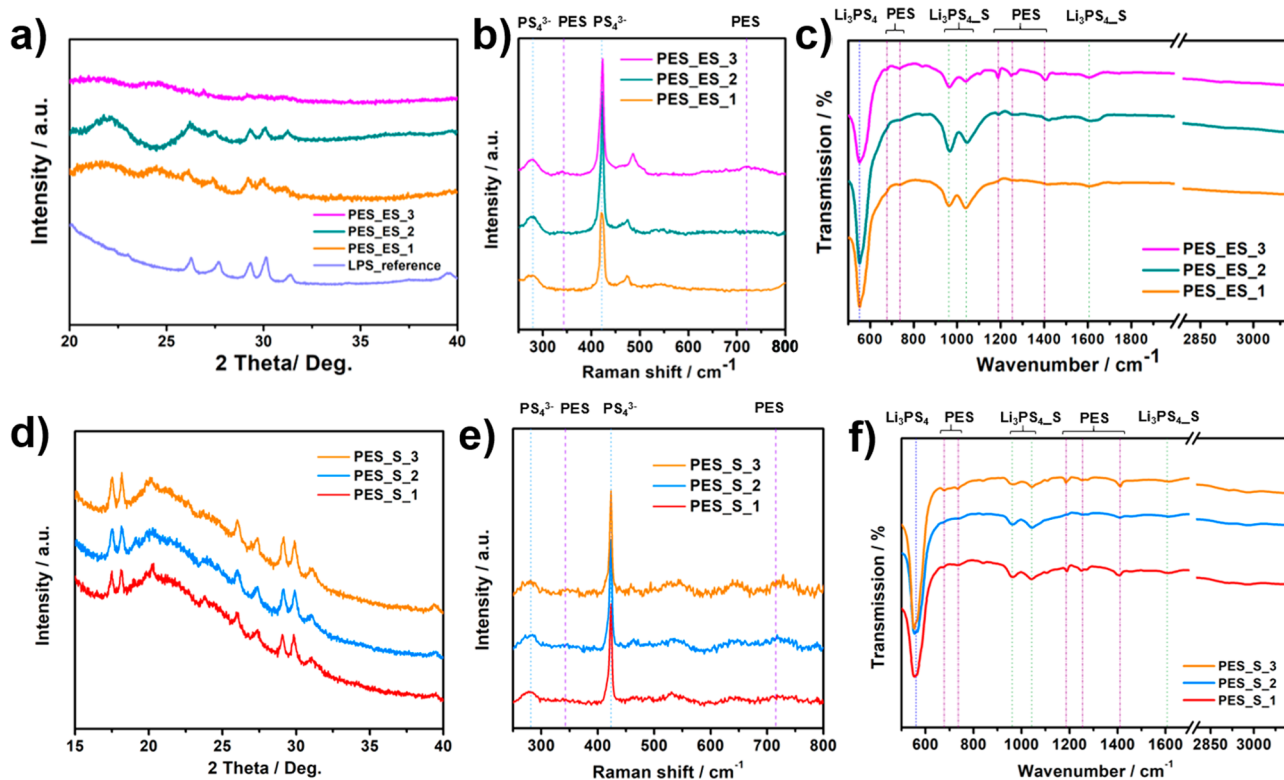 a)
Intensity / a.u.
PES_ES_3
PES_ES_2
PES_ES_1
LPS_reference
20 25 30 35 40
2 Theta/ Deg.
b)
PS₄³⁻ PES PS₄³⁻ PES
Intensity / a.u.
PES_ES_3
PES_ES_2
PES_ES_1
300 400 500 600 700 800
Raman shift / cm⁻¹
c)
Li₃PS₄ PES Li₃PS₄_S PES Li₃PS₄_S
Transmission / %
PES_ES_3
PES_ES_2
PES_ES_1
600 800 1000 1200 1400 1600 1800 2850 3000
Wavenumber / cm⁻¹
d)
Intensity / a.u.
PES_S_3
PES_S_2
PES_S_1
15 20 25 30 35 40
2 Theta / Deg.
e)
PS₄³⁻ PES PS₄³⁻ PES
Intensity / a.u.
PES_S_3
PES_S_2
PES_S_1
300 400 500 600 700 800
Raman shift / cm⁻¹
f)
Li₃PS₄ PES Li₃PS₄_S PES Li₃PS₄_S
Transmission / %
PES_S_3
PES_S_2
PES_S_1
600 800 1000 1200 1400 1600 2850 3000
Wavenumber / cm⁻¹